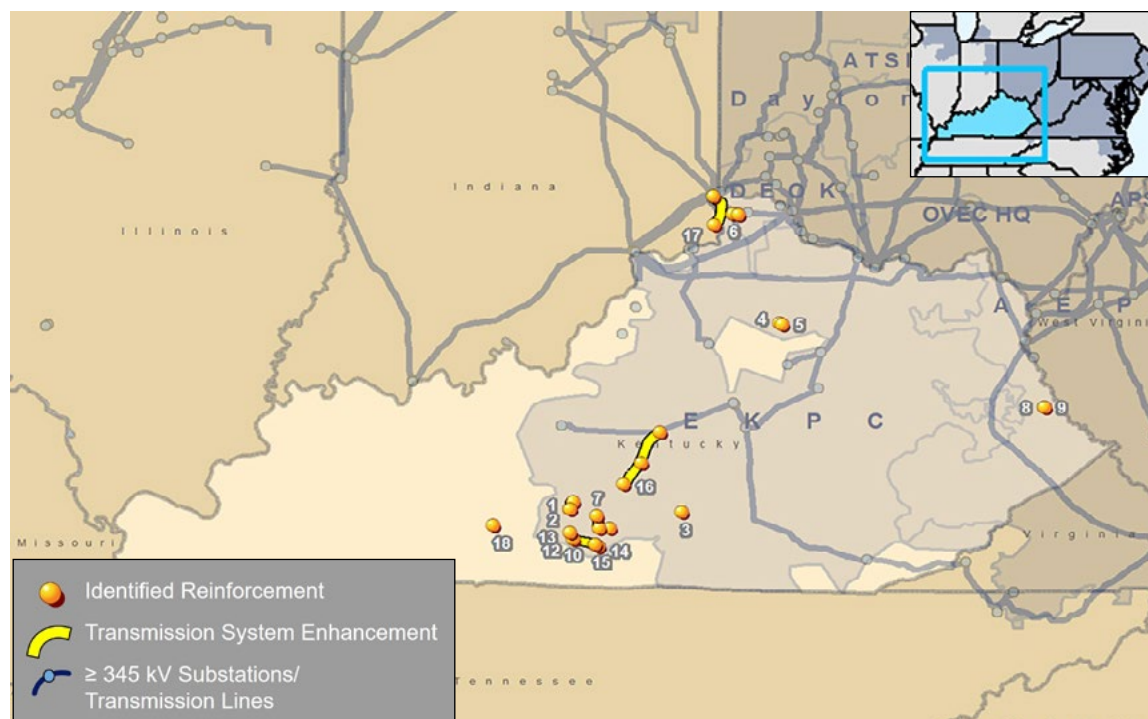 ATSI
Dayton
Indiana
DEOK
OVEC HQ
APS
Illinois
17
6
AEP
West Virginia
4
5
8
9
EKPC
Kentucky
16
1
7
2
3
Missouri
18
13
12
10
14
15
Virginia
Identified Reinforcement
Transmission System Enhancement
≥ 345 kV Substations/
Transmission Lines
Tennessee